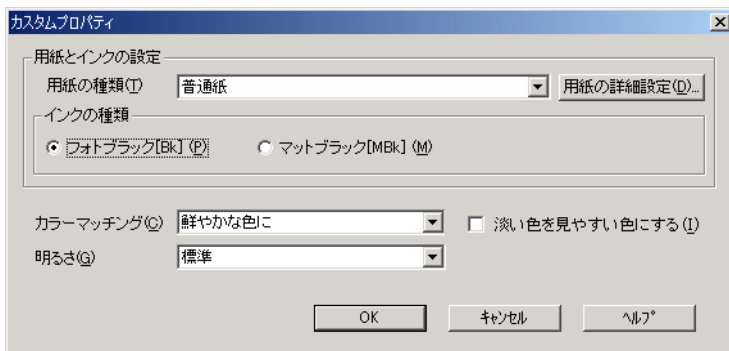 カスタムプロパティ
用紙とインクの設定
用紙の種類(T) 普通紙 用紙の詳細設定(D)...
インクの種類
フォトブラック[Bk] (P) マットブラック[MBk] (M)
カラーマッチング(C) 鮮やかな色に 淡い色を見やすい色にする(I)
明るさ(G) 標準
OK キャンセル ヘルプ